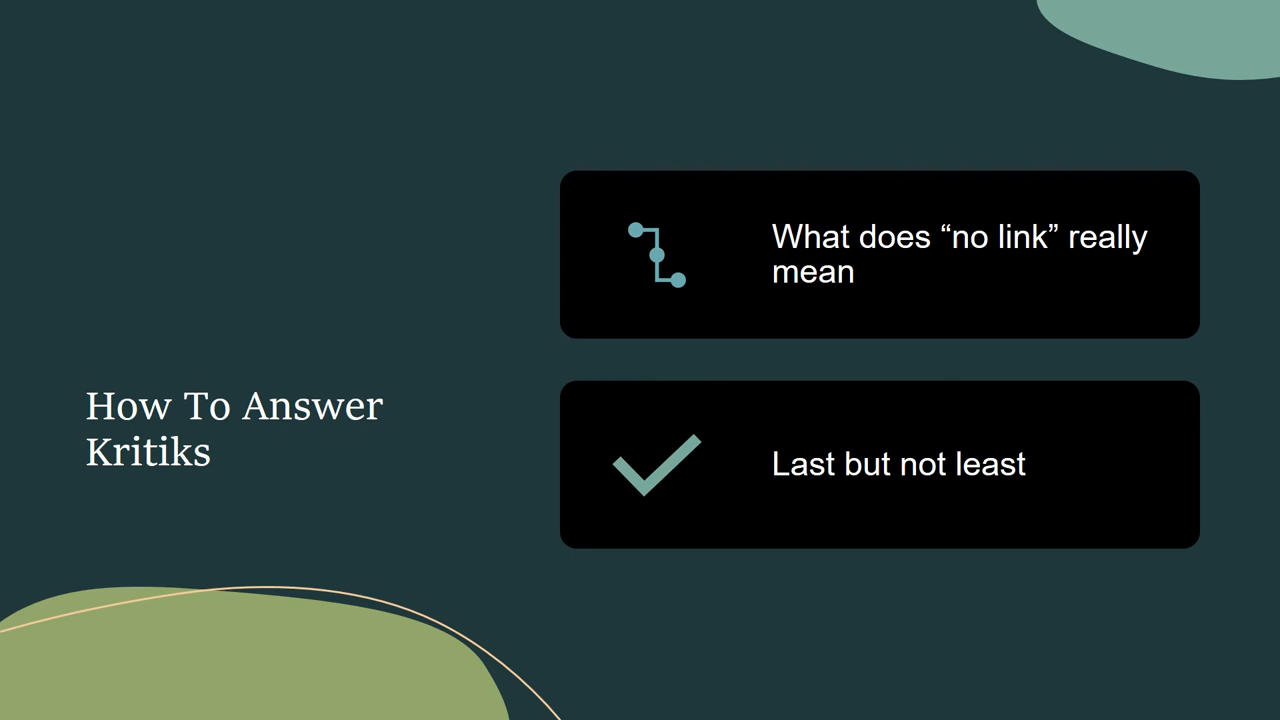 How To Answer
Kritiks
What does “no link” really
mean
Last but not least